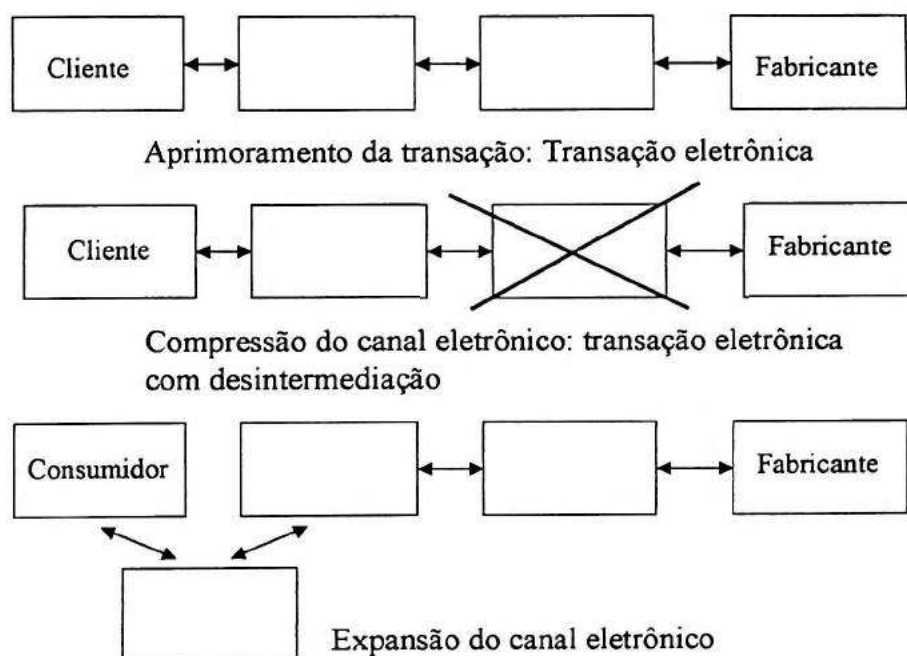 Cliente Fabricante
Aprimoramento da transação: Transação eletrônica
Cliente Fabricante
Compressão do canal eletrônico: transação eletrônica
com desintermediação
Consumidor Fabricante
Expansão do canal eletrônico